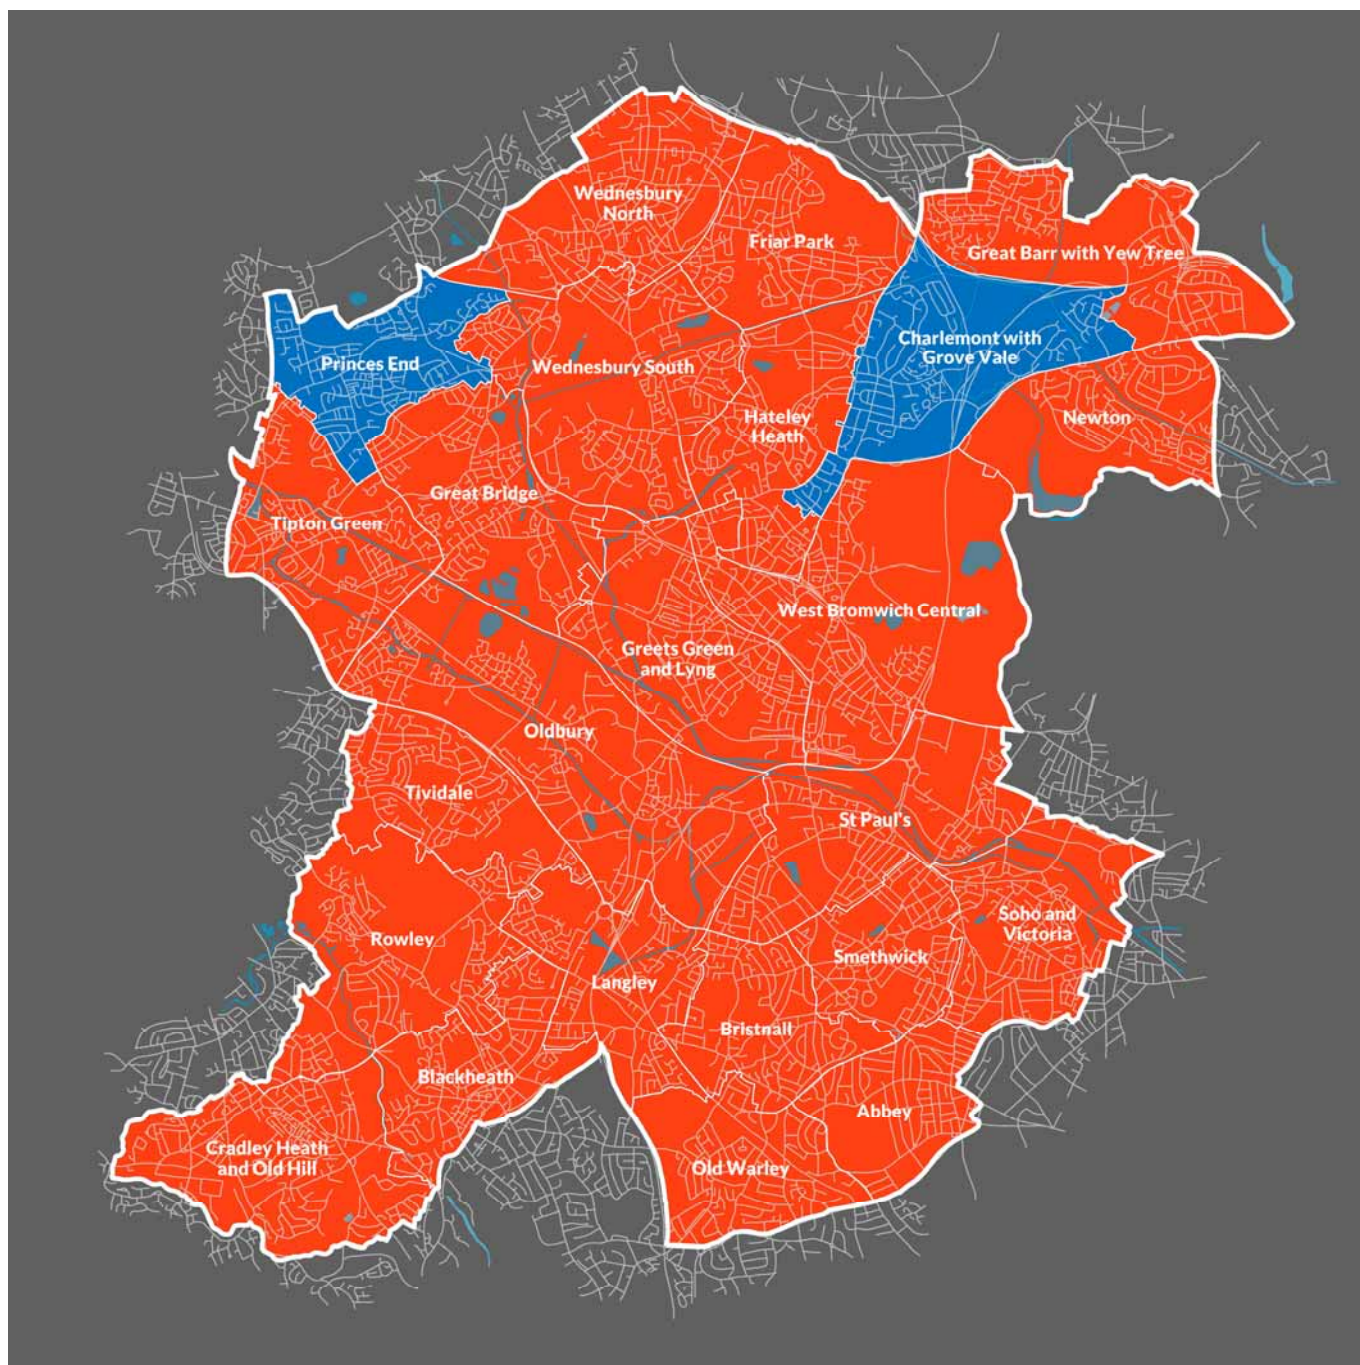 Wednesbury
North
Friar Park
Great Barr with Yew Tree
Princes End
Wednesbury South
Charlemont with
Grove Vale
Hateley
Heath
Newton
Great Bridge
Tipton Green
West Bromwich Central
Greets Green
and Lyng
Oldbury
Tividale
St Paul's
Rowley
Soho and
Victoria
Smethwick
Langley
Bristnall
Blackheath
Abbey
Cradley Heath
and Old Hill
Old Warley